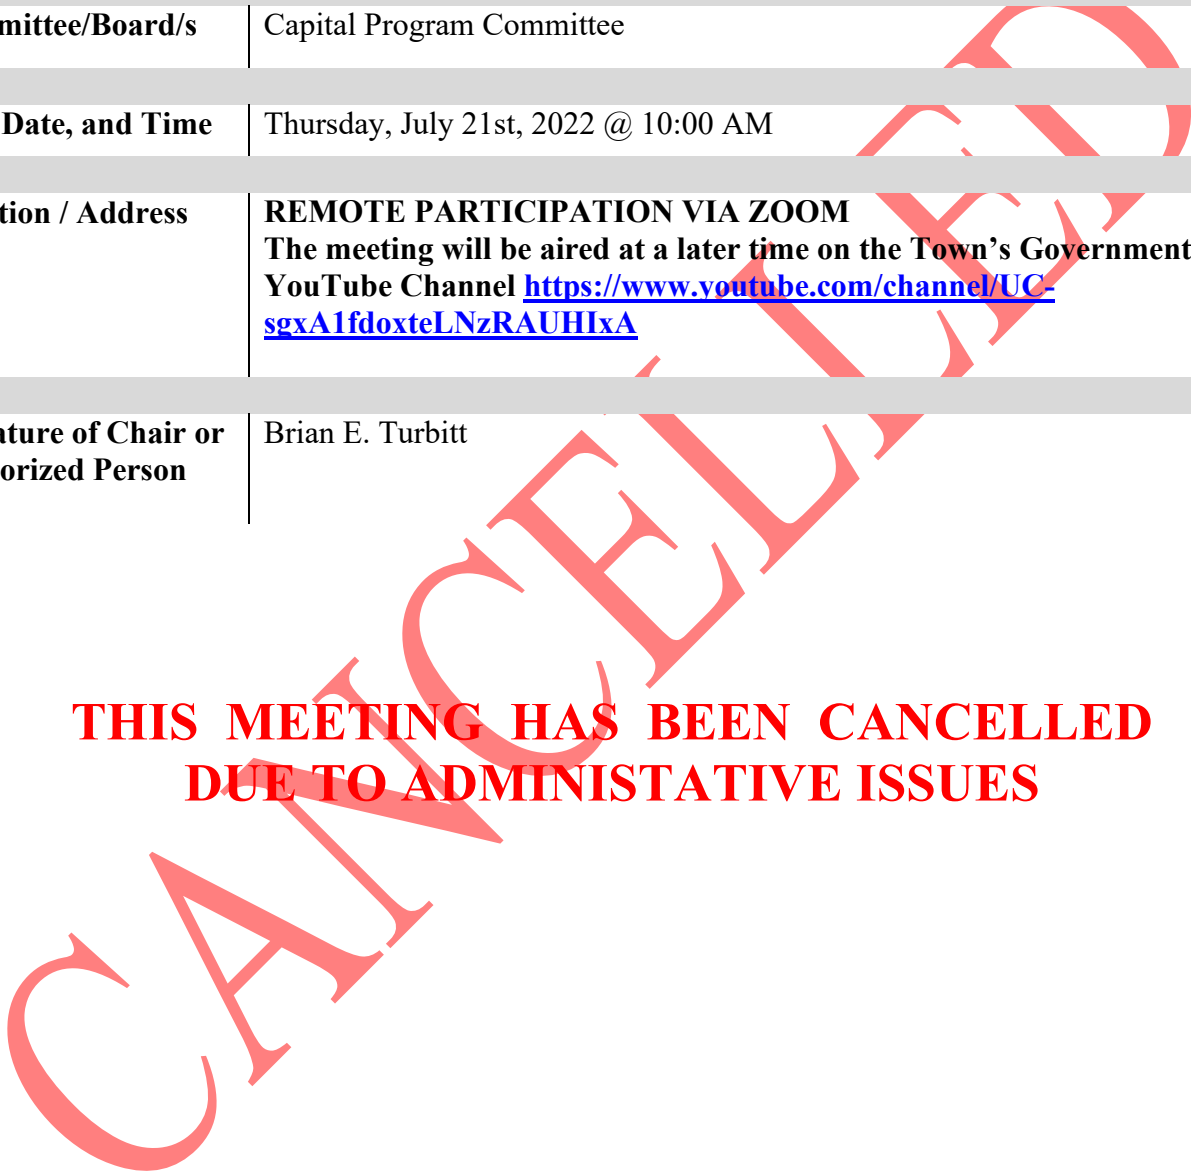 mittee/Board/s Capital Program Committee
Date, and Time Thursday, July 21st, 2022 @ 10:00 AM
tion / Address REMOTE PARTICIPATION VIA ZOOM
The meeting will be aired at a later time on the Town’s Government
YouTube Channel https://www.youtube.com/channel/UC-
sgxA1fdoxteLNzRAUHIxA
ature of Chair or Brian E. Turbitt
orized Person
THIS MEETING HAS BEEN CANCELLED
DUE TO ADMINISTATIVE ISSUES
CANCELLED